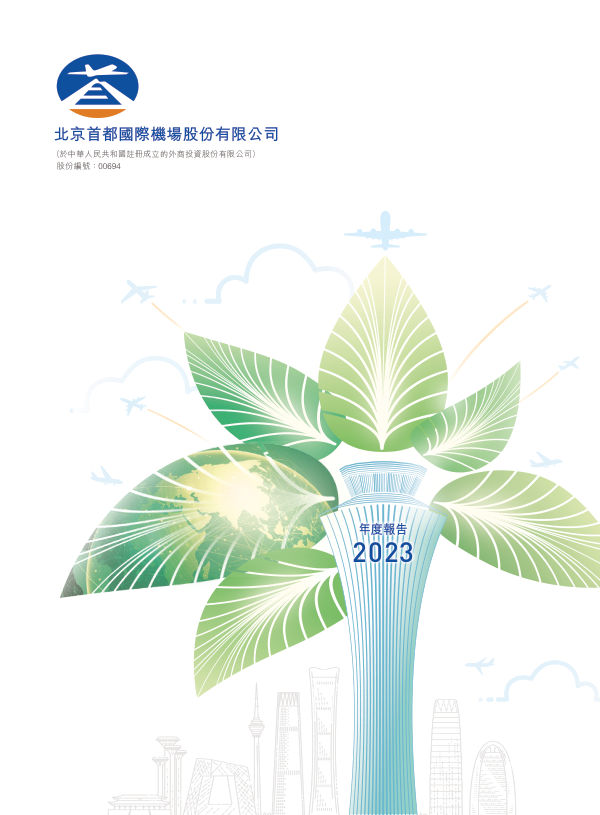 北京首都國際機場股份有限公司
(於中華人民共和國註冊成立的外商投資股份有限公司)
股份編號：00694
年度報告
2023